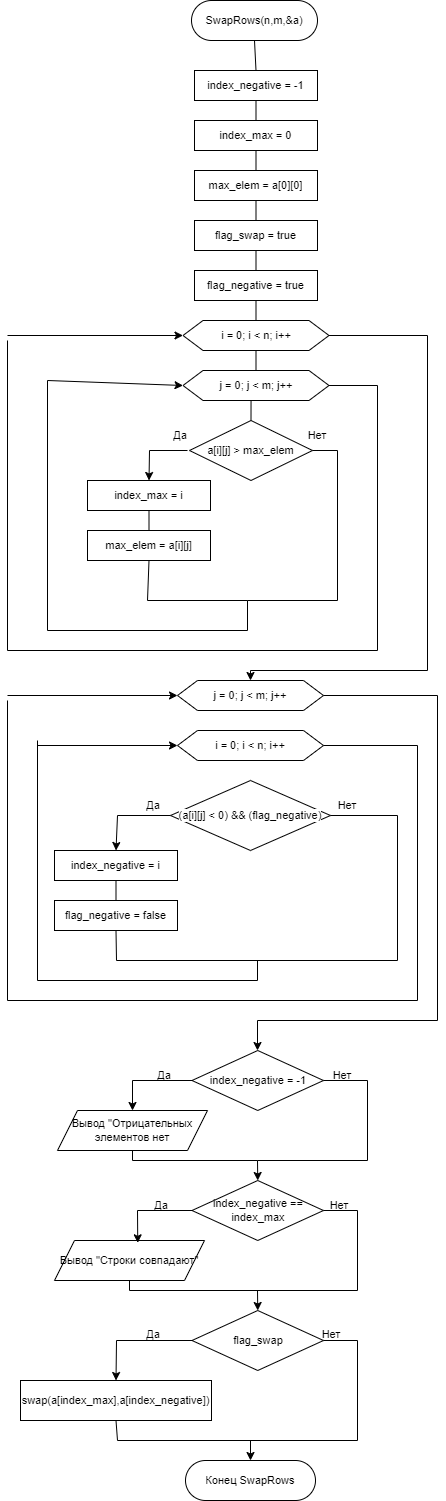 SwapRows(n,m,&a)
index_negative = -1
index_max = 0
max_elem = a[0][0]
flag_swap = true
flag_negative = true
i = 0; i < n; i++
j = 0; j < m; j++
Да
Нет
a[i][j] > max_elem
index_max = i
max_elem = a[i][j]
j = 0; j < m; j++
i = 0; i < n; i++
Да
Нет
(a[i][j] < 0) && (flag_negative)
index_negative = i
flag_negative = false
Да
Нет
index_negative = -1
Вывод "Отрицательных
элементов нет
Да
Нет
index_negative ==
index_max
Вывод "Строки совпадают"
Да
Нет
flag_swap
swap(a[index_max],a[index_negative])
Конец SwapRows